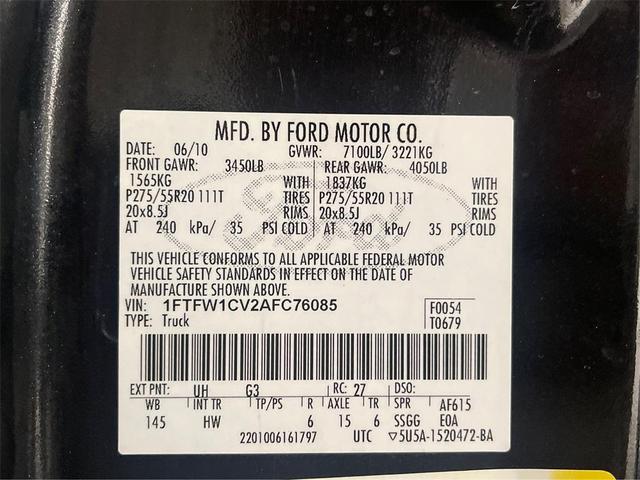 MFD. BY FORD MOTOR CO.
DATE: 06/10 GVWR: 7100LB/ 3221KG
FRONT GAWR: 3450LB REAR GAWR: 4050LB
1565KG WITH 1837KG WITH
P275/55R20 111T TIRES P275/55R20 111T TIRES
20x8.5J RIMS 20x8.5J RIMS
AT 240 kPa/ 35 PSI COLD AT 240 kPa/ 35 PSI COLD
THIS VEHICLE CONFORMS TO ALL APPLICABLE FEDERAL MOTOR
VEHICLE SAFETY STANDARDS IN EFFECT ON THE DATE OF
MANUFACTURE SHOWN ABOVE.
VIN: 1FTFW1CV2AFC76085 F0054
TYPE: Truck T0679
EXT PNT: UH G3 RC: 27 DSO:
WB INT TR TP/PS R AXLE TR SPR AF615
145 HW 6 15 6 SSGG E0A
2201006161797 UTC ▽5U5A-1520472-BA
Ford